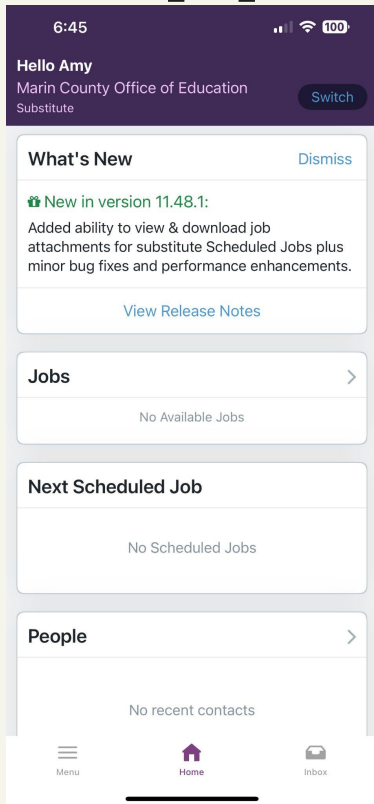 6:45
100
Hello Amy
Marin County Office of Education
Substitute
Switch
What's New
Dismiss
New in version 11.48.1:
Added ability to view & download job
attachments for substitute Scheduled Jobs plus
minor bug fixes and performance enhancements.
View Release Notes
Jobs
No Available Jobs
Next Scheduled Job
No Scheduled Jobs
People
No recent contacts
Menu
Home
Inbox